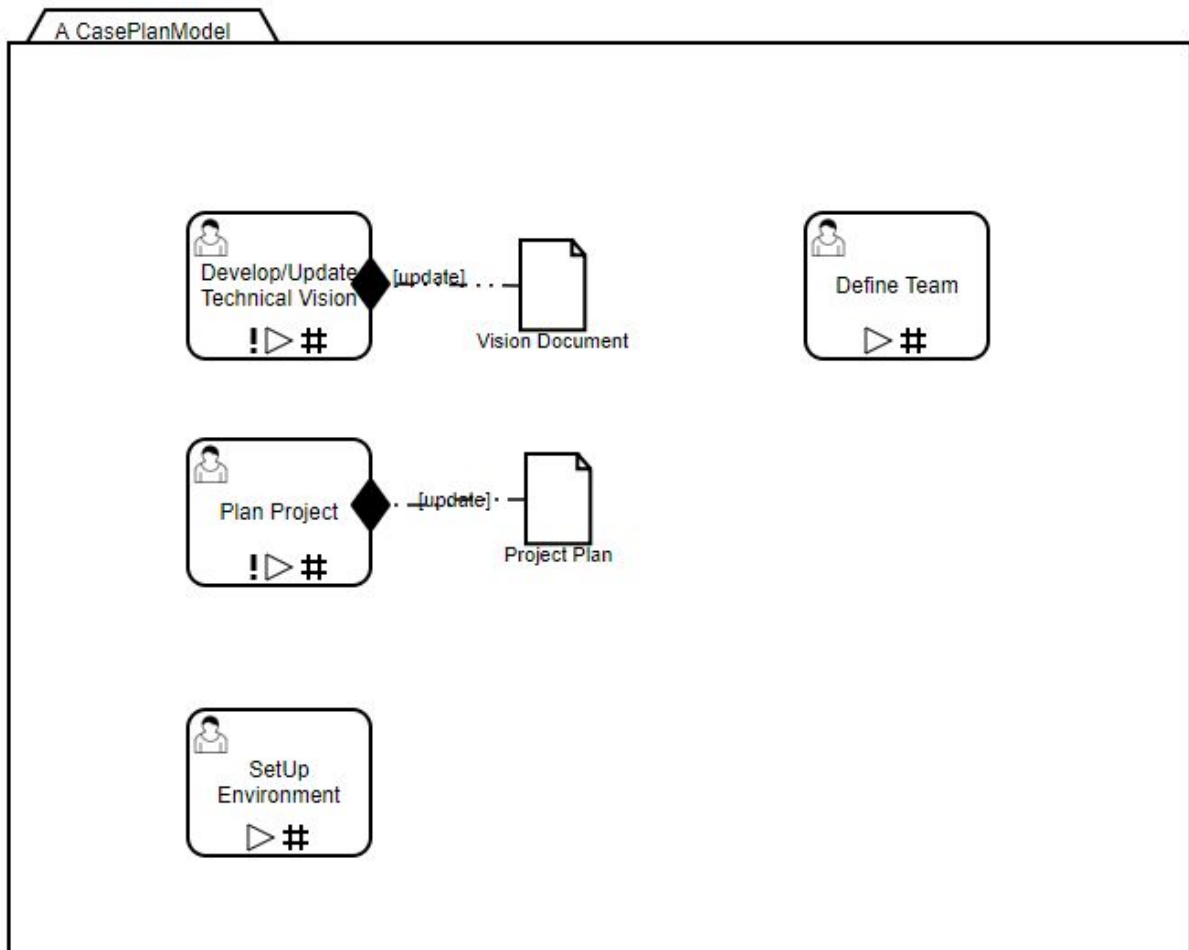 A CasePlanModel
Develop/Update
Technical Vision
! #
[update]
Vision Document
Define Team
#
Plan Project
! #
[update]
Project Plan
SetUp
Environment
#